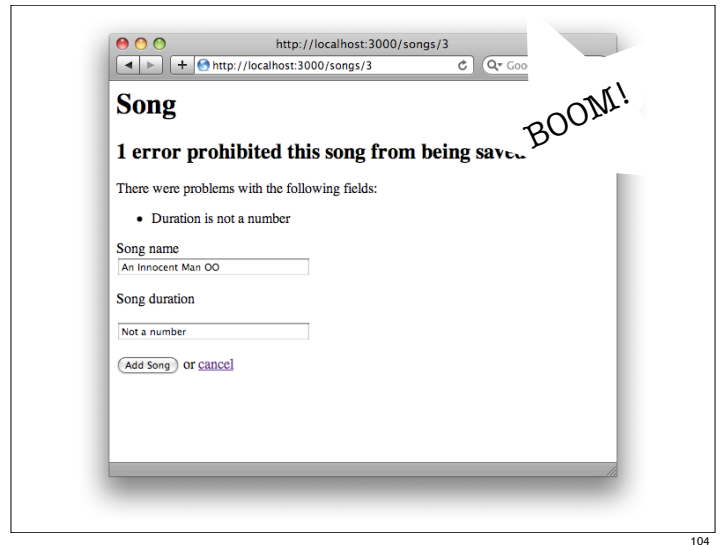 http://localhost:3000/songs/3
http://localhost:3000/songs/3
Goo
BOOM!
Song
1 error prohibited this song from being saved
There were problems with the following fields:
• Duration is not a number
Song name
An Innocent Man OO
Song duration
Not a number
Add Song or cancel
104